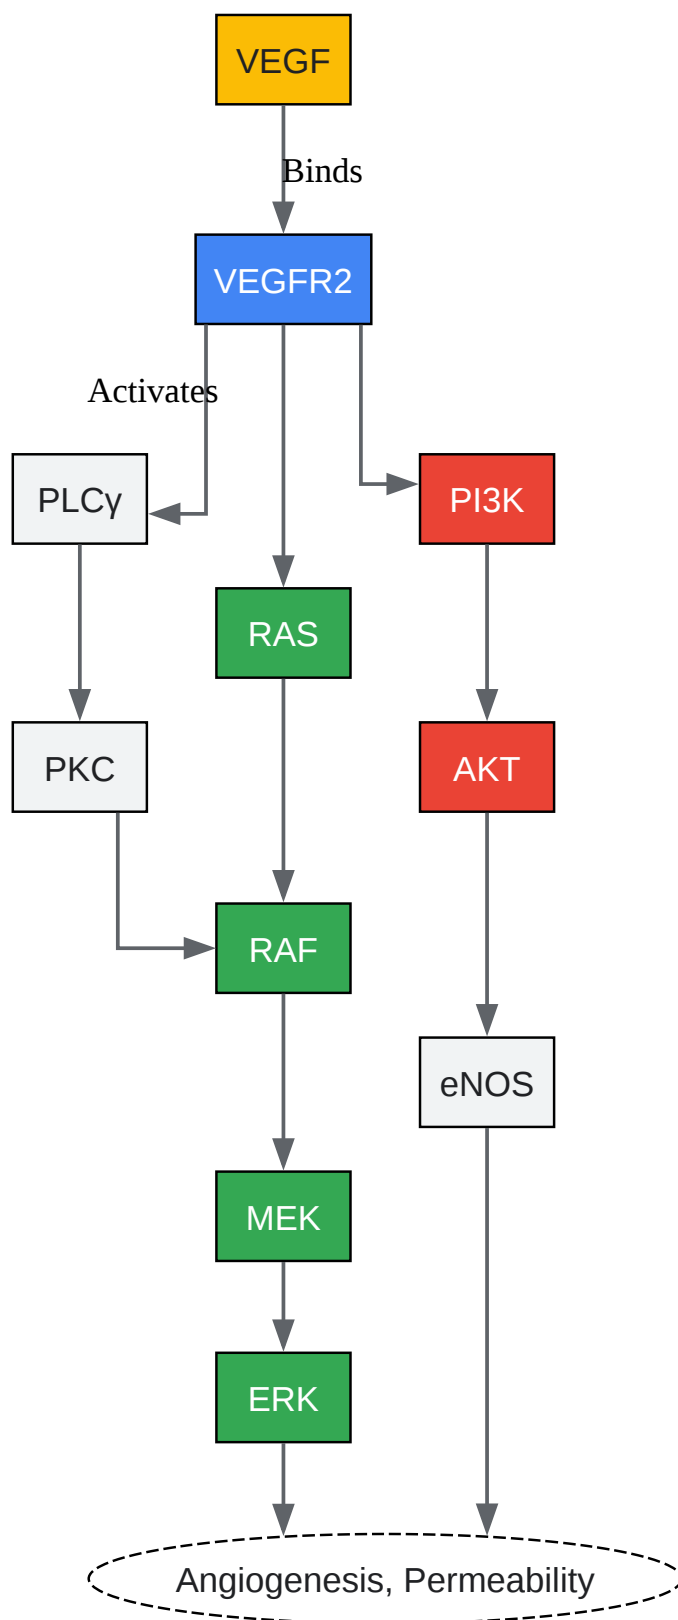 VEGF
Binds
VEGFR2
Activates
PLCγ
PI3K
RAS
PKC
AKT
RAF
eNOS
MEK
ERK
Angiogenesis, Permeability